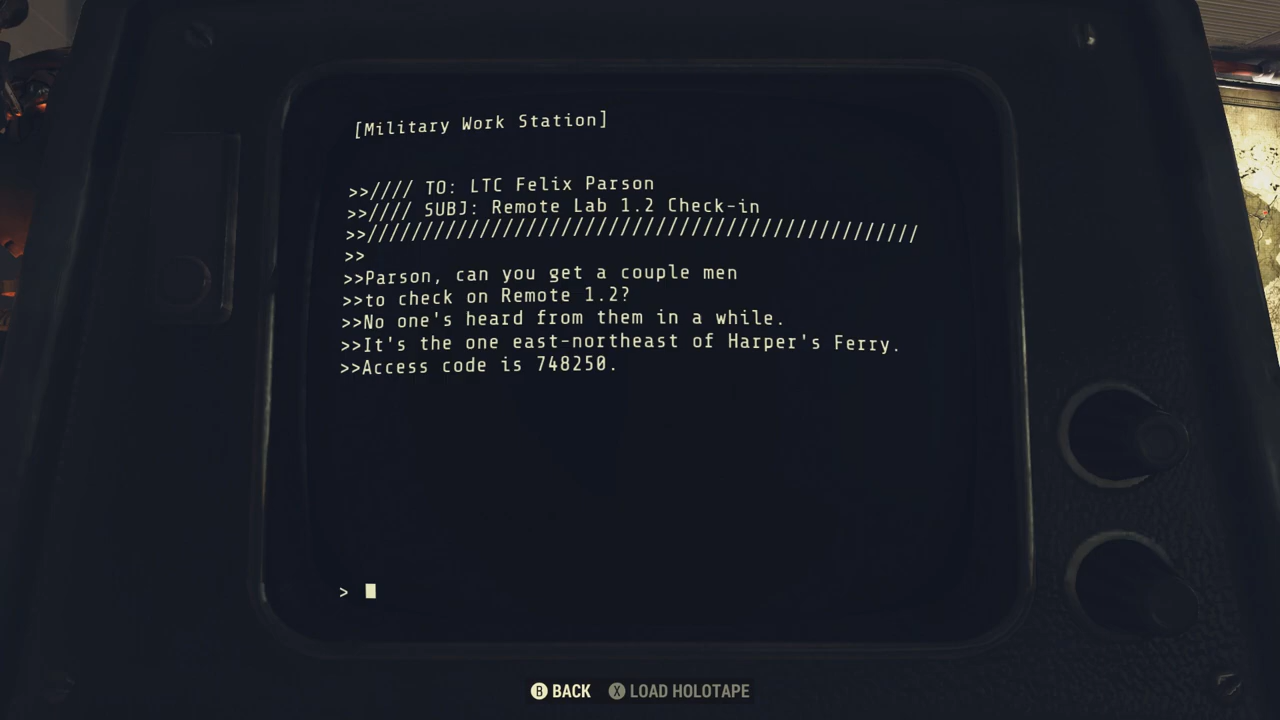 [Military Work Station]
>>//// TO: LTC Felix Parson
>>//// SUBJ: Remote Lab 1.2 Check-in
>>//////////////////////////////////////////////////
>>
>>Parson, can you get a couple men
>>to check on Remote 1.2?
>>No one's heard from them in a while.
>>It's the one east-northeast of Harper's Ferry.
>>Access code is 748250.
>
B BACK X LOAD HOLOTAPE